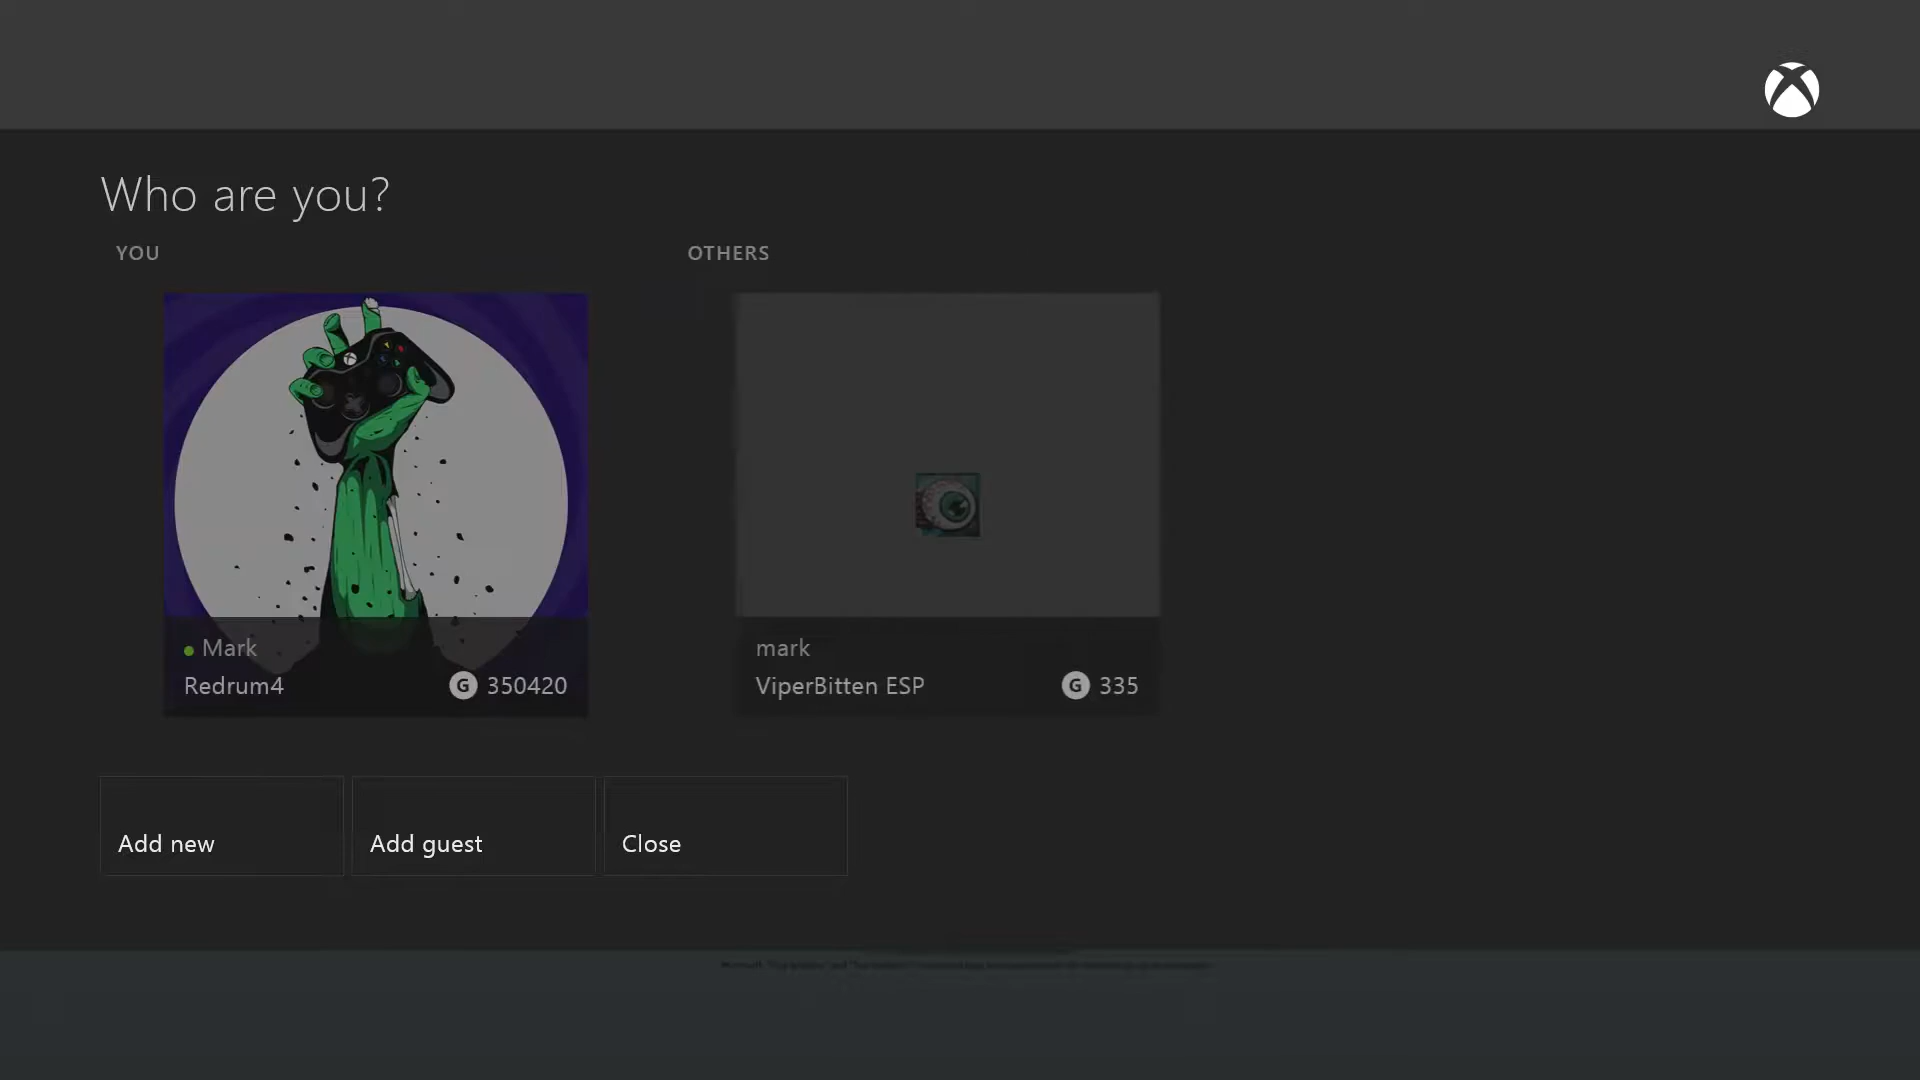 Who are you?
YOU
OTHERS
Mark
Redrum4
G 350420
mark
ViperBitten ESP
G 335
Add new
Add guest
Close